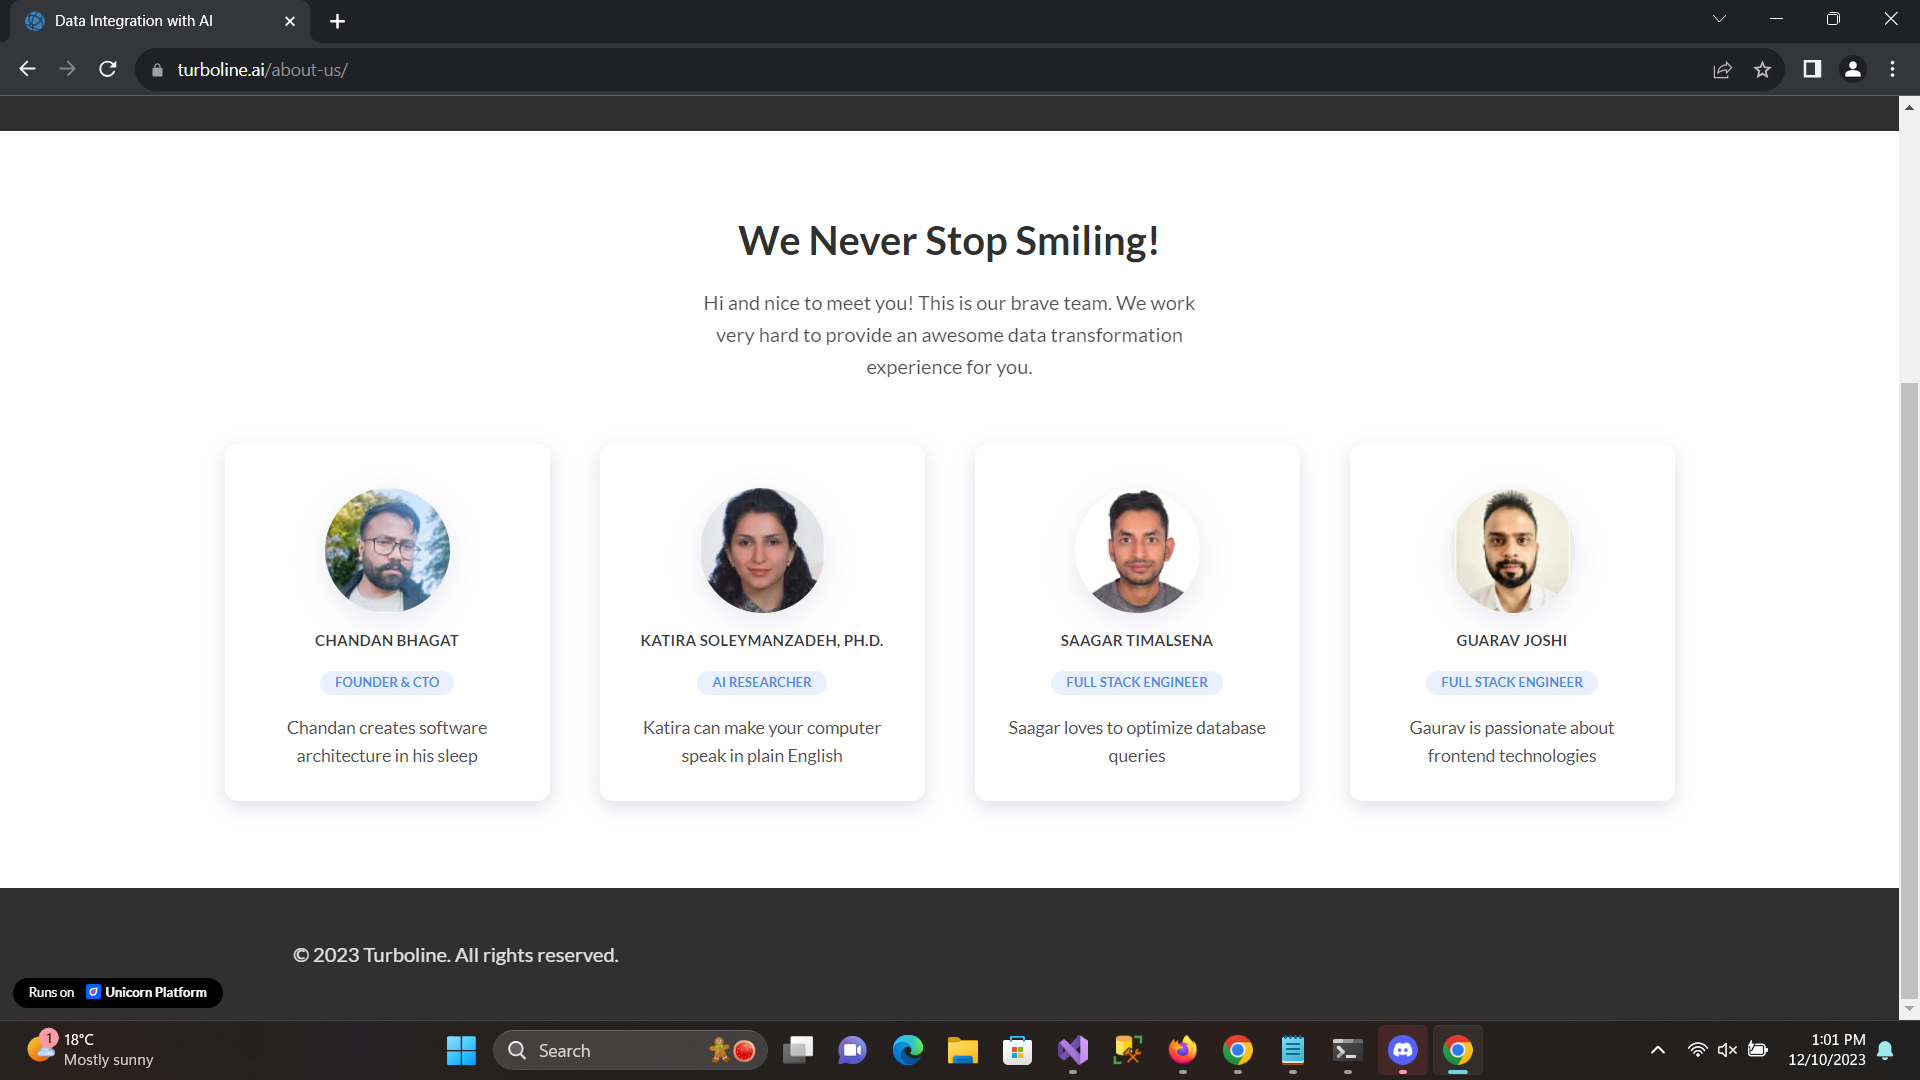 Data Integration with AI
turboline.ai/about-us/
We Never Stop Smiling!
Hi and nice to meet you! This is our brave team. We work
very hard to provide an awesome data transformation
experience for you.
CHANDAN BHAGAT
FOUNDER & CTO
Chandan creates software
architecture in his sleep
KATIRA SOLEYMANZADEH, PH.D.
AI RESEARCHER
Katira can make your computer
speak in plain English
SAAGAR TIMALSENA
FULL STACK ENGINEER
Saagar loves to optimize database
queries
GUARAV JOSHI
FULL STACK ENGINEER
Gaurav is passionate about
frontend technologies
© 2023 Turboline. All rights reserved.
Runs on Unicorn Platform
1
18°C
Mostly sunny
Search
1:01 PM
12/10/2023